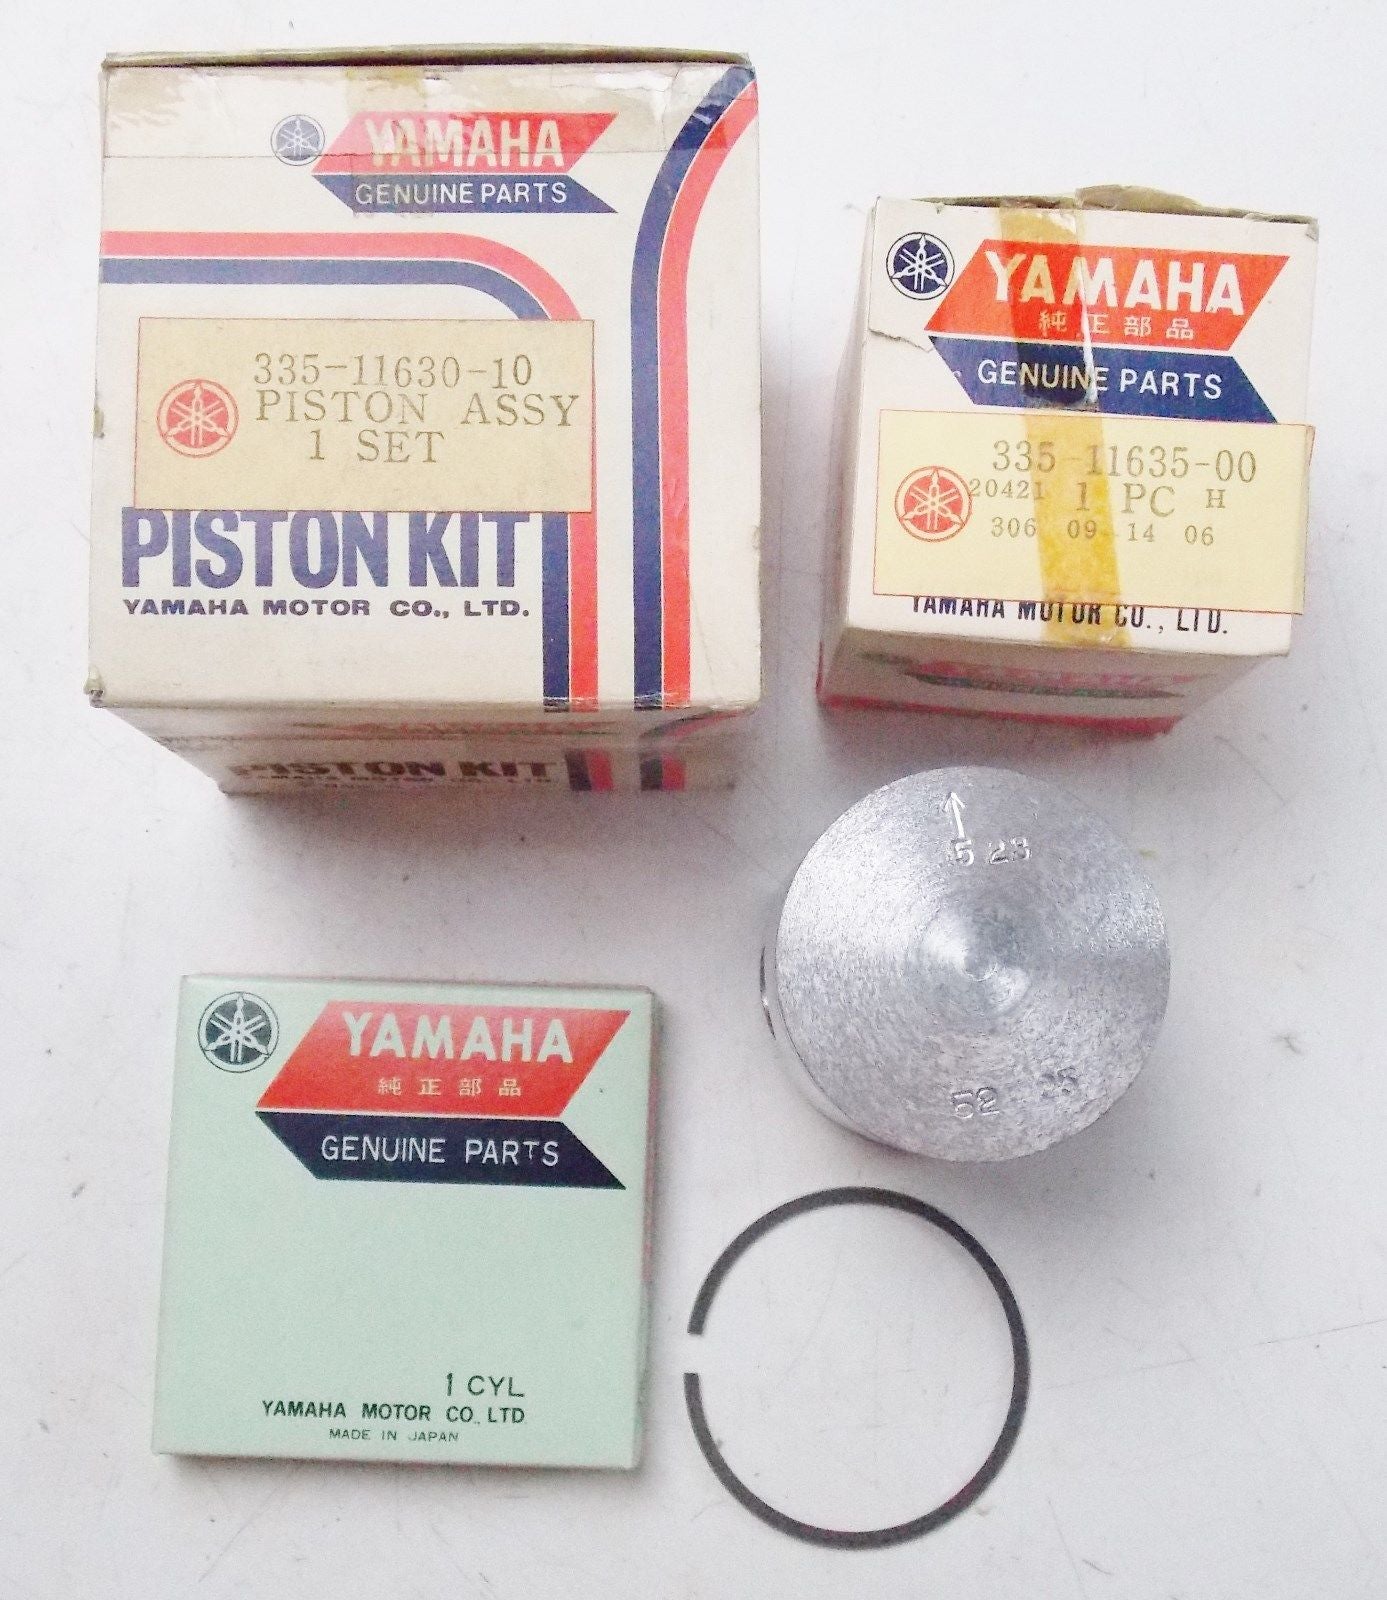 YAMAHA
GENUINE PARTS
335-11630-10
PISTON ASSY
1 SET
PISTON KIT
YAMAHA MOTOR CO., LTD.
PISTON KIT
YAMAHA
純正部品
GENUINE PARTS
335-11635-00
20421 1 PC H
306 09 14 06
YAMAHA MOTOR CO., LTD.
5 23
52
YAMAHA
純正部品
GENUINE PARTS
1 CYL
YAMAHA MOTOR CO., LTD
MADE IN JAPAN